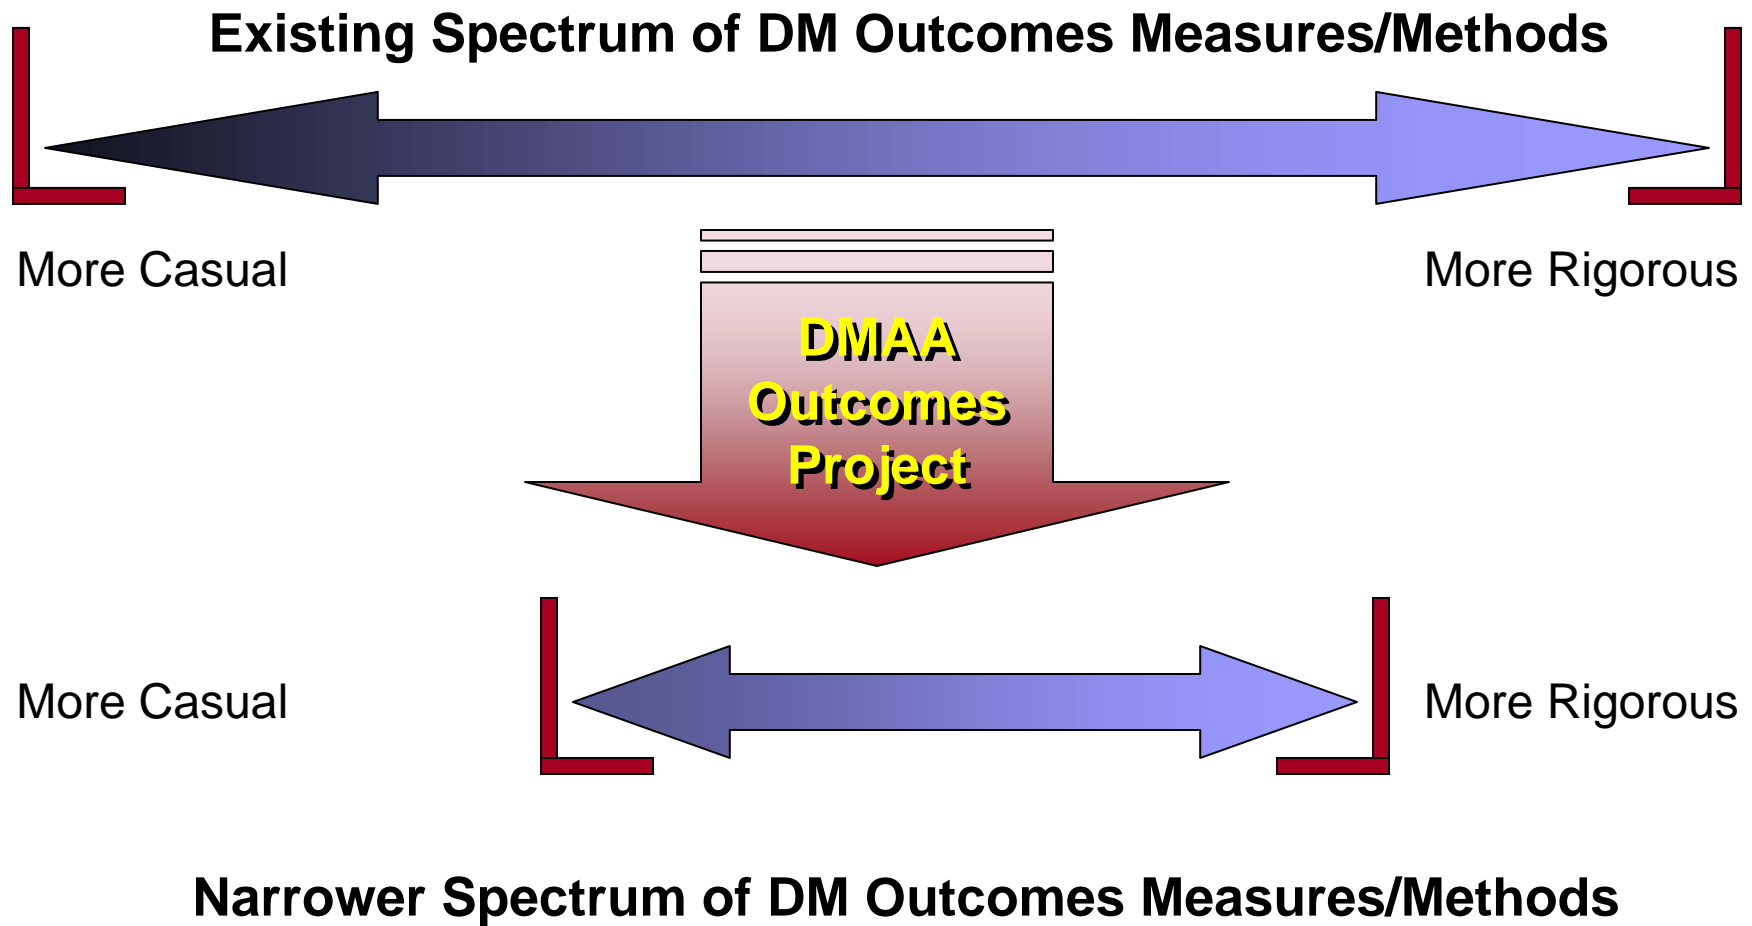 Existing Spectrum of DM Outcomes Measures/Methods
More Casual
More Rigorous
DMAA
Outcomes
Project
More Casual
More Rigorous
Narrower Spectrum of DM Outcomes Measures/Methods